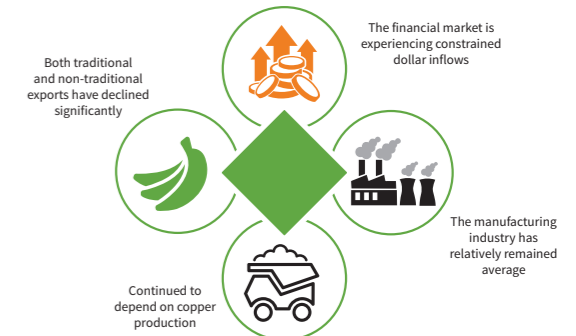 The financial market is
experiencing constrained
dollar inflows
Both traditional
and non-traditional
exports have declined
significantly
The manufacturing
industry has
relatively remained
average
Continued to
depend on copper
production